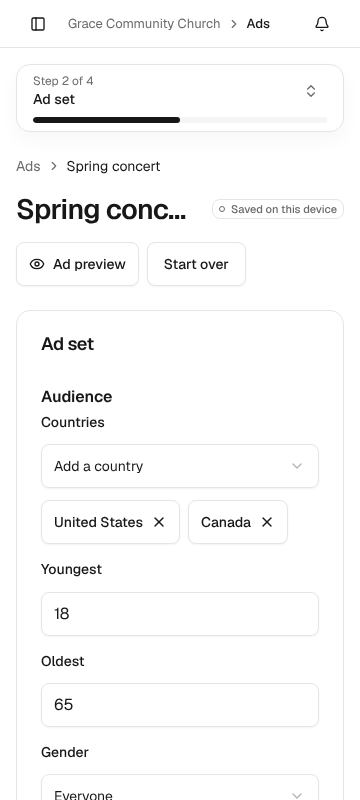 Grace Community Church > Ads
Step 2 of 4
Ad set
Ads > Spring concert
Spring conc...
Saved on this device
Ad preview
Start over
Ad set
Audience
Countries
Add a country
United States
Canada
Youngest
18
Oldest
65
Gender
Everyone